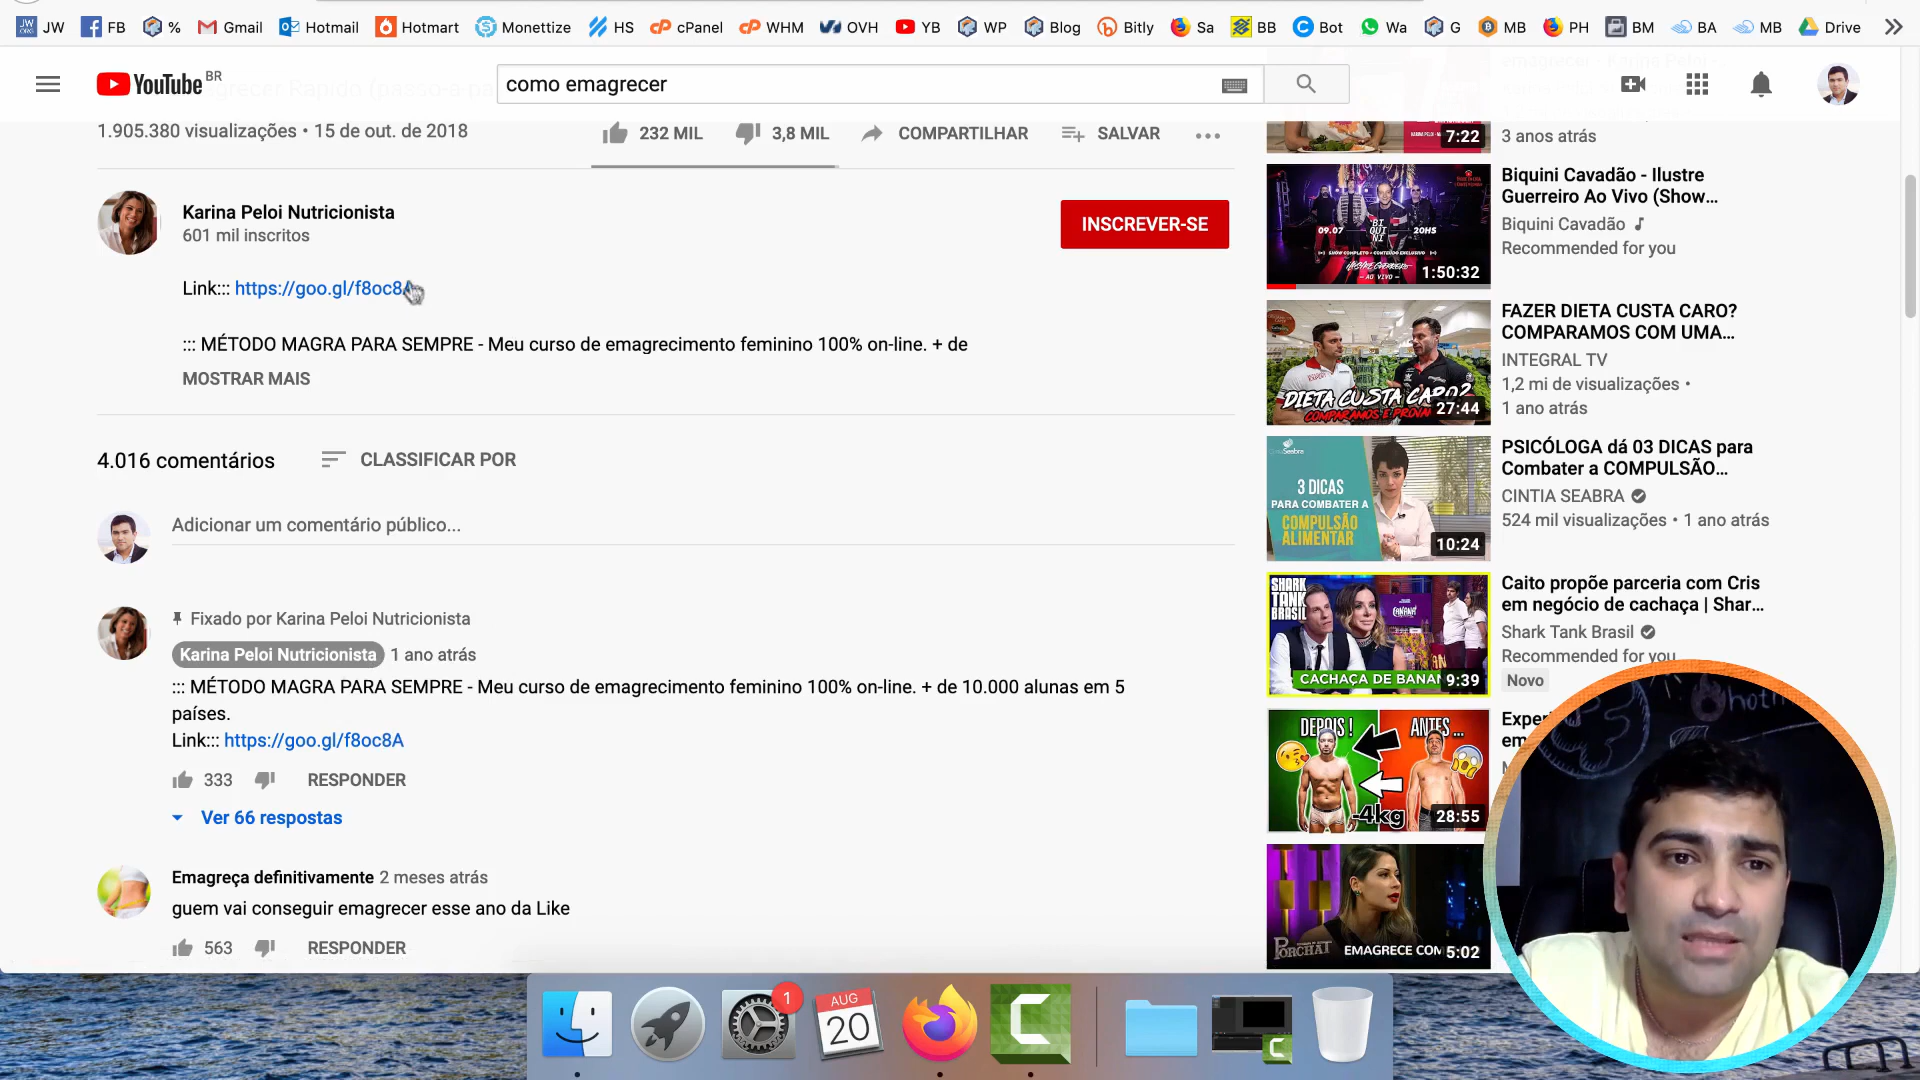 JW FB % Gmail Hotmail Hotmart Monettize HS cPanel WHM OVH YB WP Blog Bitly Sa BB Bot Wa G MB PH BM BA MB Drive
YouTube BR
como emagrecer
1.905.380 visualizações • 15 de out. de 2018
232 MIL 3,8 MIL COMPARTILHAR SALVAR
Karina Peloi Nutricionista
601 mil inscritos
INSCREVER-SE
Link::: https://goo.gl/f8oc8A
::: MÉTODO MAGRA PARA SEMPRE - Meu curso de emagrecimento feminino 100% on-line. + de
MOSTRAR MAIS
4.016 comentários CLASSIFICAR POR
Adicionar um comentário público...
Fixado por Karina Peloi Nutricionista
Karina Peloi Nutricionista 1 ano atrás
::: MÉTODO MAGRA PARA SEMPRE - Meu curso de emagrecimento feminino 100% on-line. + de 10.000 alunas em 5
países.
Link::: https://goo.gl/f8oc8A
333 RESPONDER
Ver 66 respostas
Emagreça definitivamente 2 meses atrás
guem vai conseguir emagrecer esse ano da Like
563 RESPONDER
7:22
3 anos atrás
09.07 BIQUINI 20HS
AO VIVO
1:50:32
Biquini Cavadão - Ilustre
Guerreiro Ao Vivo (Show...
Biquini Cavadão
Recommended for you
DIETA CUSTA CARO?
COMPARAMOS E
27:44
FAZER DIETA CUSTA CARO?
COMPARAMOS COM UMA...
INTEGRAL TV
1,2 mi de visualizações •
1 ano atrás
3 DICAS
PARA COMBATER A
COMPULSÃO
ALIMENTAR
10:24
PSICÓLOGA dá 03 DICAS para
Combater a COMPULSÃO...
CINTIA SEABRA
524 mil visualizações • 1 ano atrás
SHARK
TANK
BRASIL
CACHAÇA DE BANAN
9:39
Caito propõe parceria com Cris
em negócio de cachaça | Shar...
Shark Tank Brasil
Recommended for you
Novo
DEPOIS! ANTES...
-4kg
28:55
PORCHAT
EMAGRECE COM
5:02
1
AUG
20